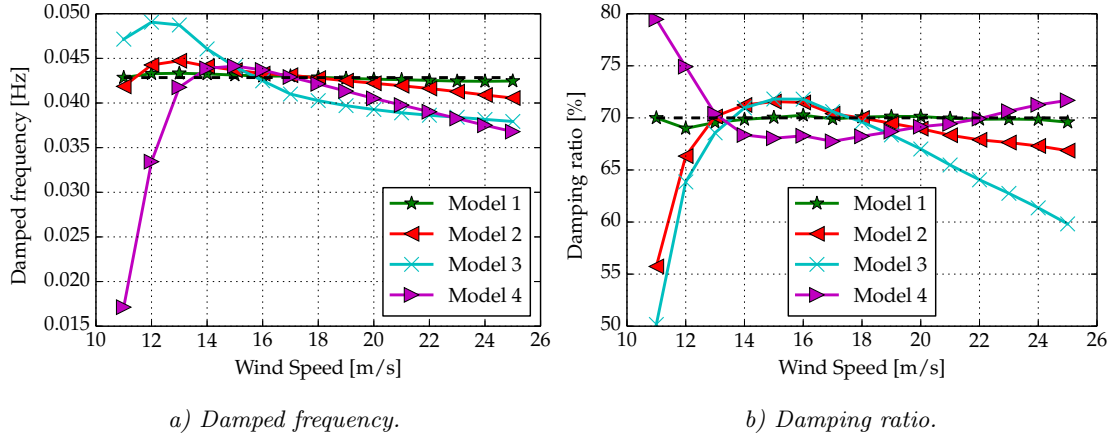 0.050
0.045
0.040
0.035
0.030
0.025
0.020
0.015
Damped frequency [Hz]
Model 1
Model 2
Model 3
Model 4
10 12 14 16 18 20 22 24 26
Wind Speed [m/s]
a) Damped frequency.
80
75
70
65
60
55
50
Damping ratio [%]
Model 1
Model 2
Model 3
Model 4
10 12 14 16 18 20 22 24 26
Wind Speed [m/s]
b) Damping ratio.